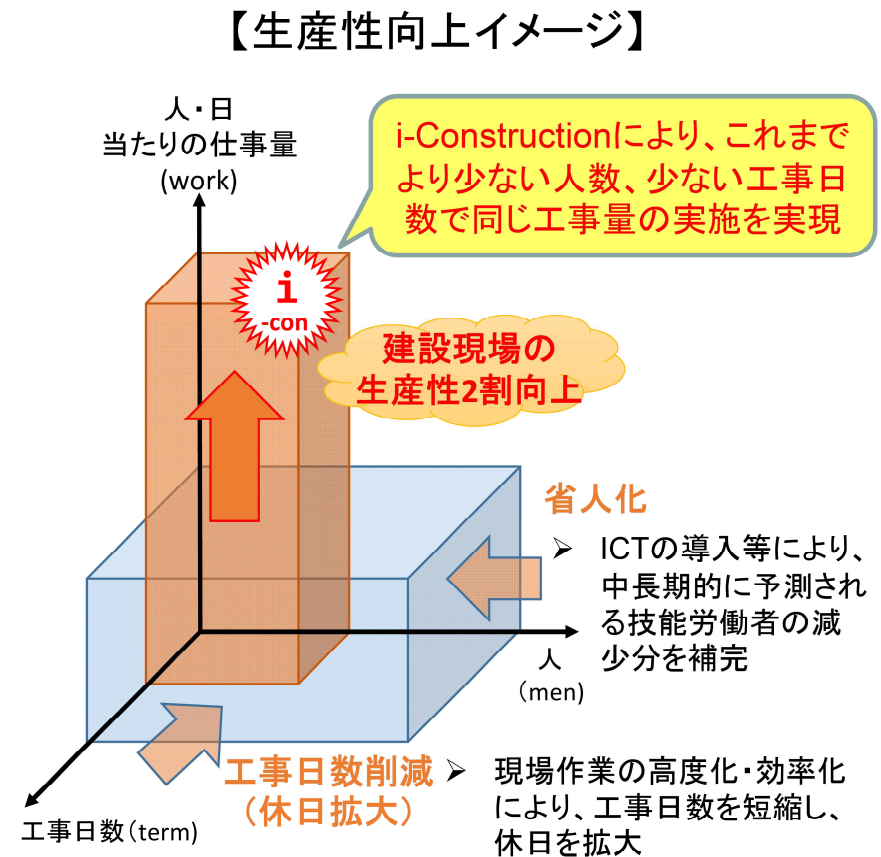 【生産性向上イメージ】
人・日
当たりの仕事量
(work)
i-Constructionにより、これまで
より少ない人数、少ない工事日
数で同じ工事量の実施を実現
i
-con
建設現場の
生産性2割向上
省人化
➢ ICTの導入等により、
中長期的に予測され
る技能労働者の減
少分を補完
人
(men)
工事日数削減
(休日拡大)
➢ 現場作業の高度化・効率化
により、工事日数を短縮し、
休日を拡大
工事日数(term)